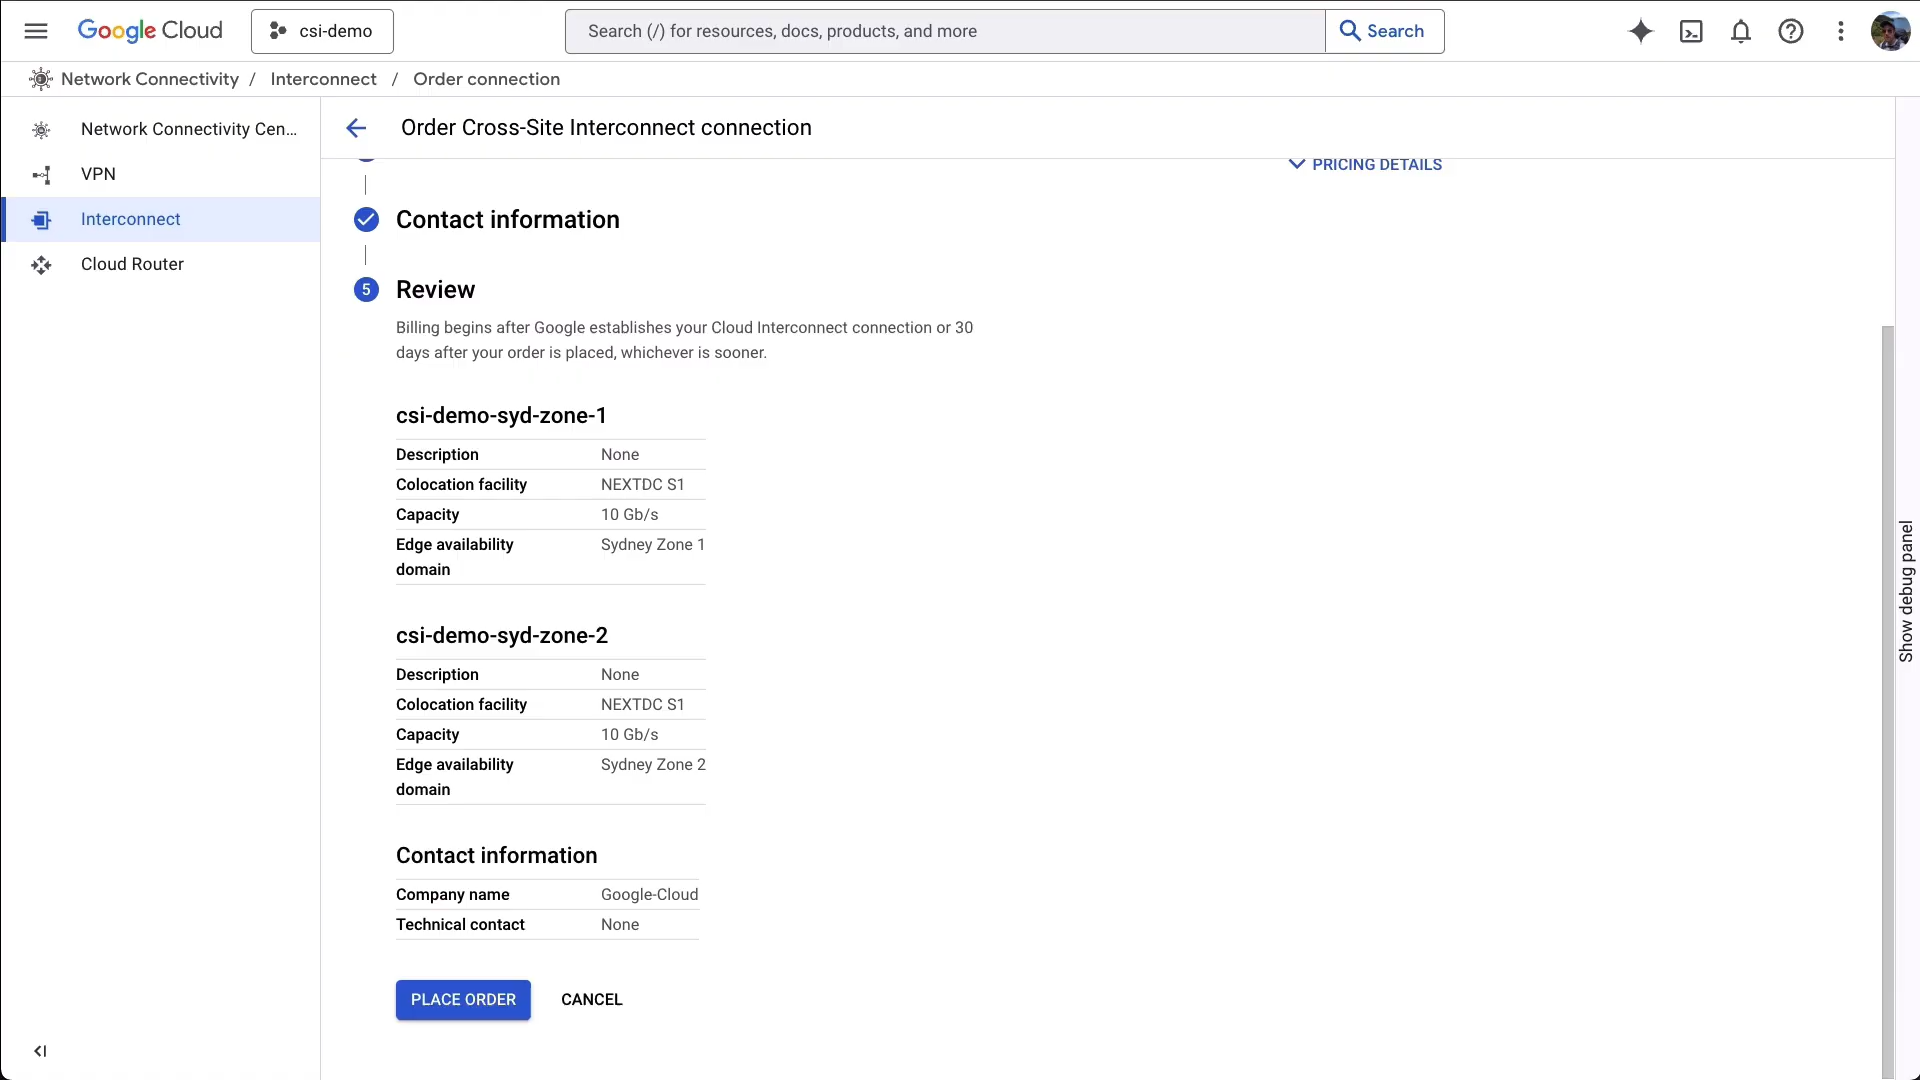 Google Cloud
csi-demo
Search (/) for resources, docs, products, and more
Search
Network Connectivity / Interconnect / Order connection
Network Connectivity Cen...
VPN
Interconnect
Cloud Router
Order Cross-Site Interconnect connection
PRICING DETAILS
Contact information
5 Review
Billing begins after Google establishes your Cloud Interconnect connection or 30
days after your order is placed, whichever is sooner.
csi-demo-syd-zone-1
Description None
Colocation facility NEXTDC S1
Capacity 10 Gb/s
Edge availability Sydney Zone 1
domain
csi-demo-syd-zone-2
Description None
Colocation facility NEXTDC S1
Capacity 10 Gb/s
Edge availability Sydney Zone 2
domain
Contact information
Company name Google-Cloud
Technical contact None
PLACE ORDER CANCEL
Show debug panel